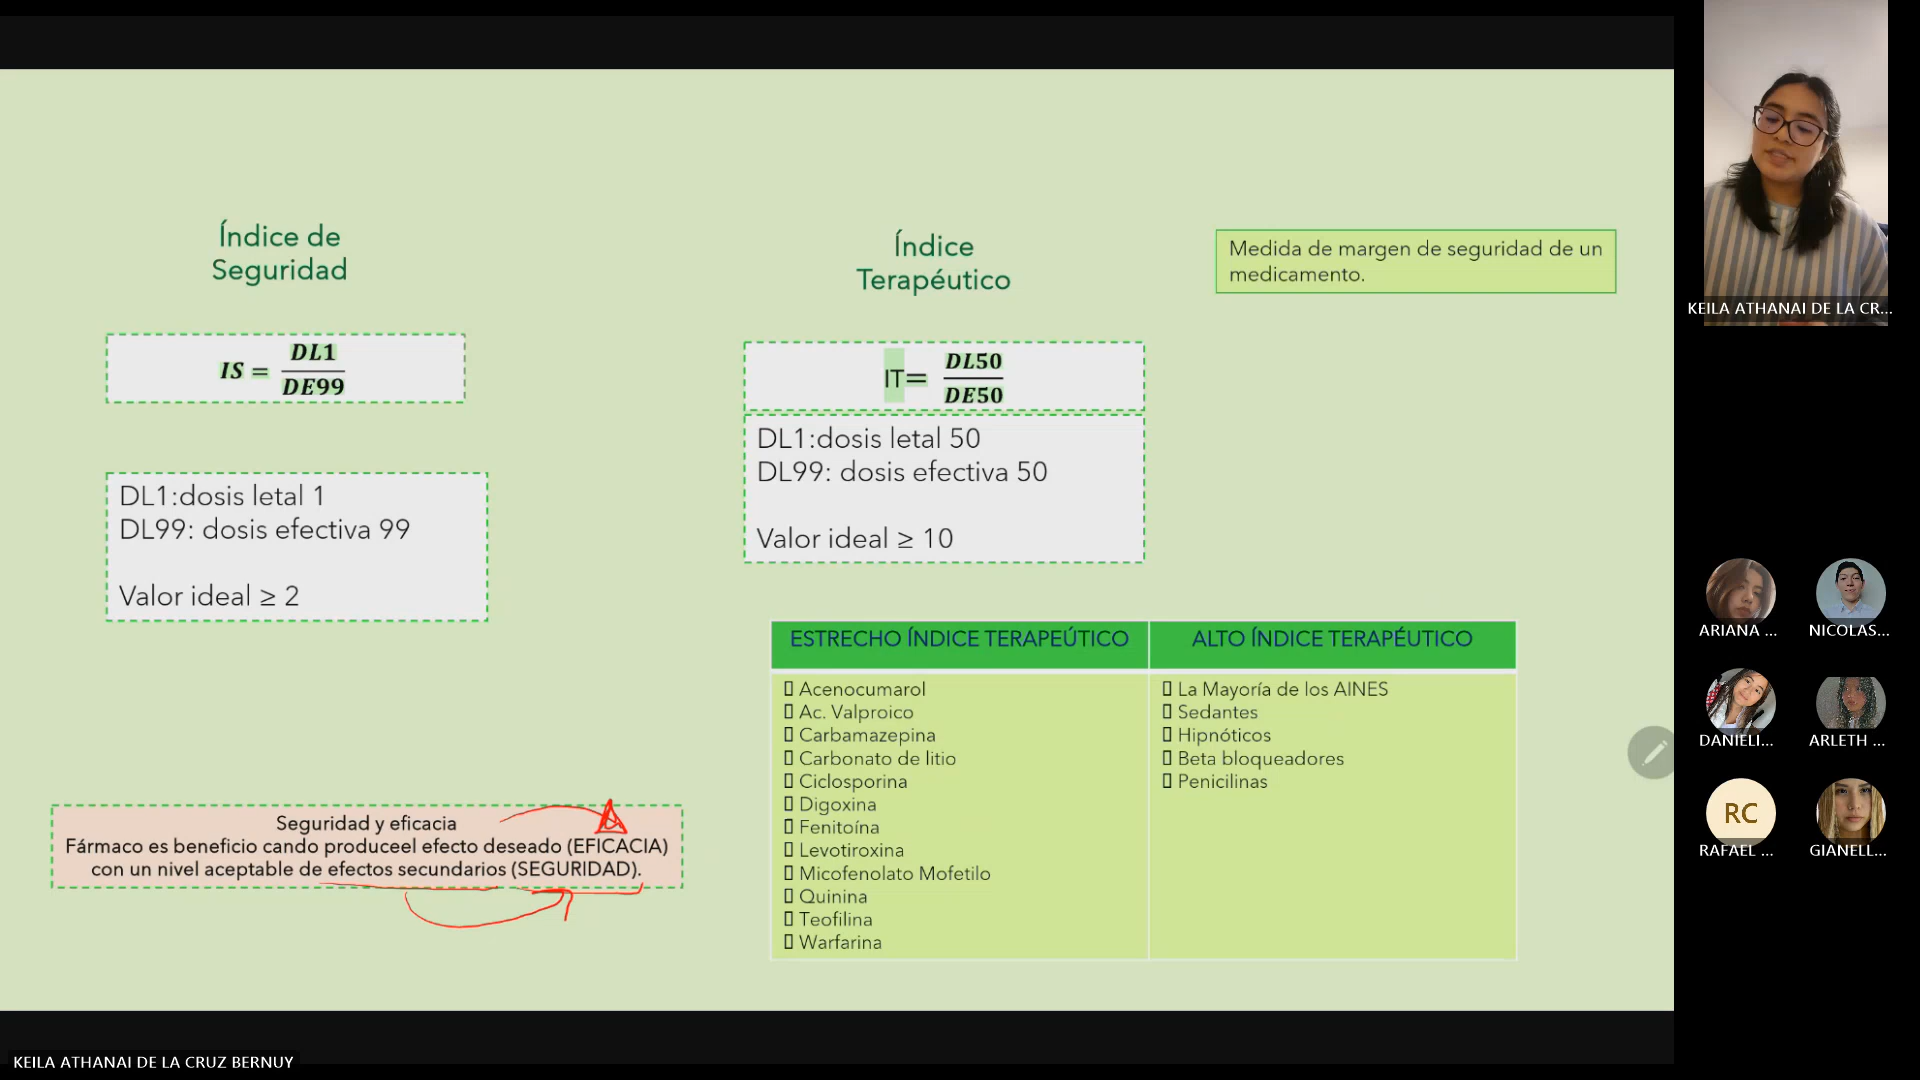 Índice de
Seguridad
IS = DL1
DE99
DL1:dosis letal 1
DL99: dosis efectiva 99
Valor ideal ≥ 2
Índice
Terapéutico
IT= DL50
DE50
DL1:dosis letal 50
DL99: dosis efectiva 50
Valor ideal ≥ 10
Medida de margen de seguridad de un
medicamento.
Seguridad y eficacia
Fármaco es beneficio cando produceel efecto deseado (EFICACIA)
con un nivel aceptable de efectos secundarios (SEGURIDAD).
ESTRECHO ÍNDICE TERAPEÚTICO
Acenocumarol
Ac. Valproico
Carbamazepina
Carbonato de litio
Ciclosporina
Digoxina
Fenitoína
Levotiroxina
Micofenolato Mofetilo
Quinina
Teofilina
Warfarina
ALTO ÍNDICE TERAPÉUTICO
La Mayoría de los AINES
Sedantes
Hipnóticos
Beta bloqueadores
Penicilinas
KEILA ATHANAI DE LA CR...
ARIANA ...
NICOLAS...
DANIELI...
ARLETH ...
RC
RAFAEL ...
GIANELL...
KEILA ATHANAI DE LA CRUZ BERNUY